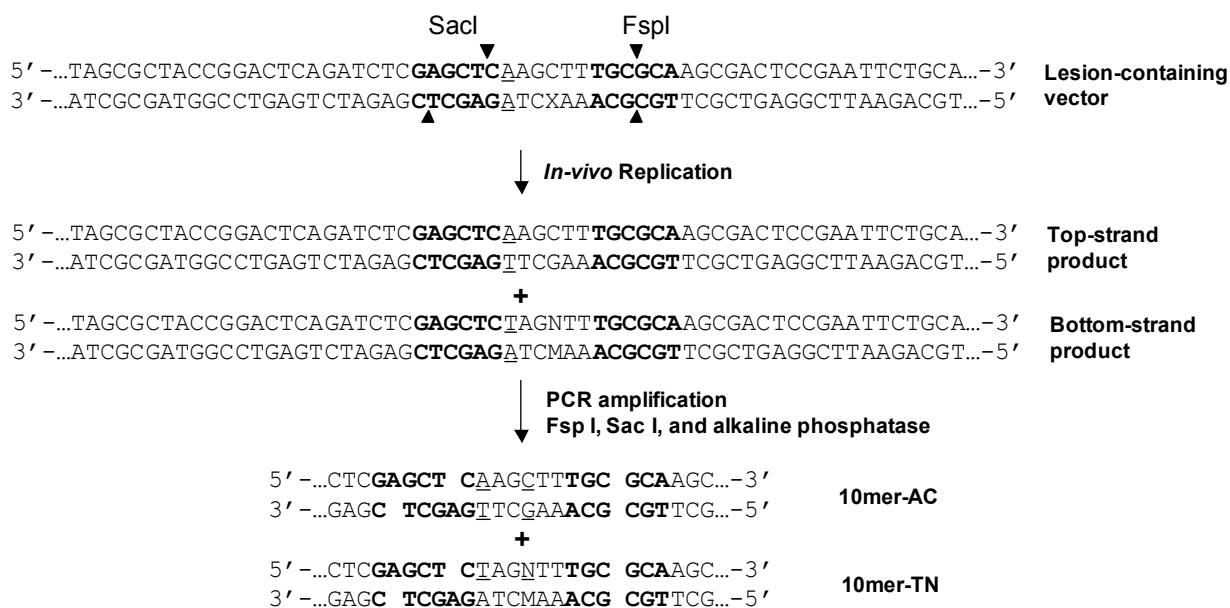 SacI FspI
5'-…TAGCGCTACCGGACTCAGATCTCGAGCTCAAGCTTTGCGCAAGCGACTCCGAATTCTGCA…-3' Lesion-containing
3'-…ATCGCGATGGCCTGAGTCTAGAGCTCGAGATCXAAACGCGTTCGCTGAGGCTTAAGACGT…-5' vector
In-vivo Replication
5'-…TAGCGCTACCGGACTCAGATCTCGAGCTCAAGCTTTGCGCAAGCGACTCCGAATTCTGCA…-3' Top-strand
3'-…ATCGCGATGGCCTGAGTCTAGAGCTCGAGTTCGAAACGCGTTCGCTGAGGCTTAAGACGT…-5' product
+
5'-…TAGCGCTACCGGACTCAGATCTCGAGCTCTAGNTTTGCGCAAGCGACTCCGAATTCTGCA…-3' Bottom-strand
3'-…ATCGCGATGGCCTGAGTCTAGAGCTCGAGATCMAAACGCGTTCGCTGAGGCTTAAGACGT…-5' product
PCR amplification
Fsp I, Sac I, and alkaline phosphatase
5'-…CTCGAGCT CAAGCTTTGC GCAAGC…-3'
10mer-AC
3'-…GAGC TCGAGTTCGAAACG CGTTCG…-5'
+
5'-…CTCGAGCT CTAGNTTTGC GCAAGC…-3'
10mer-TN
3'-…GAGC TCGAGATCMAAACG CGTTCG…-5'